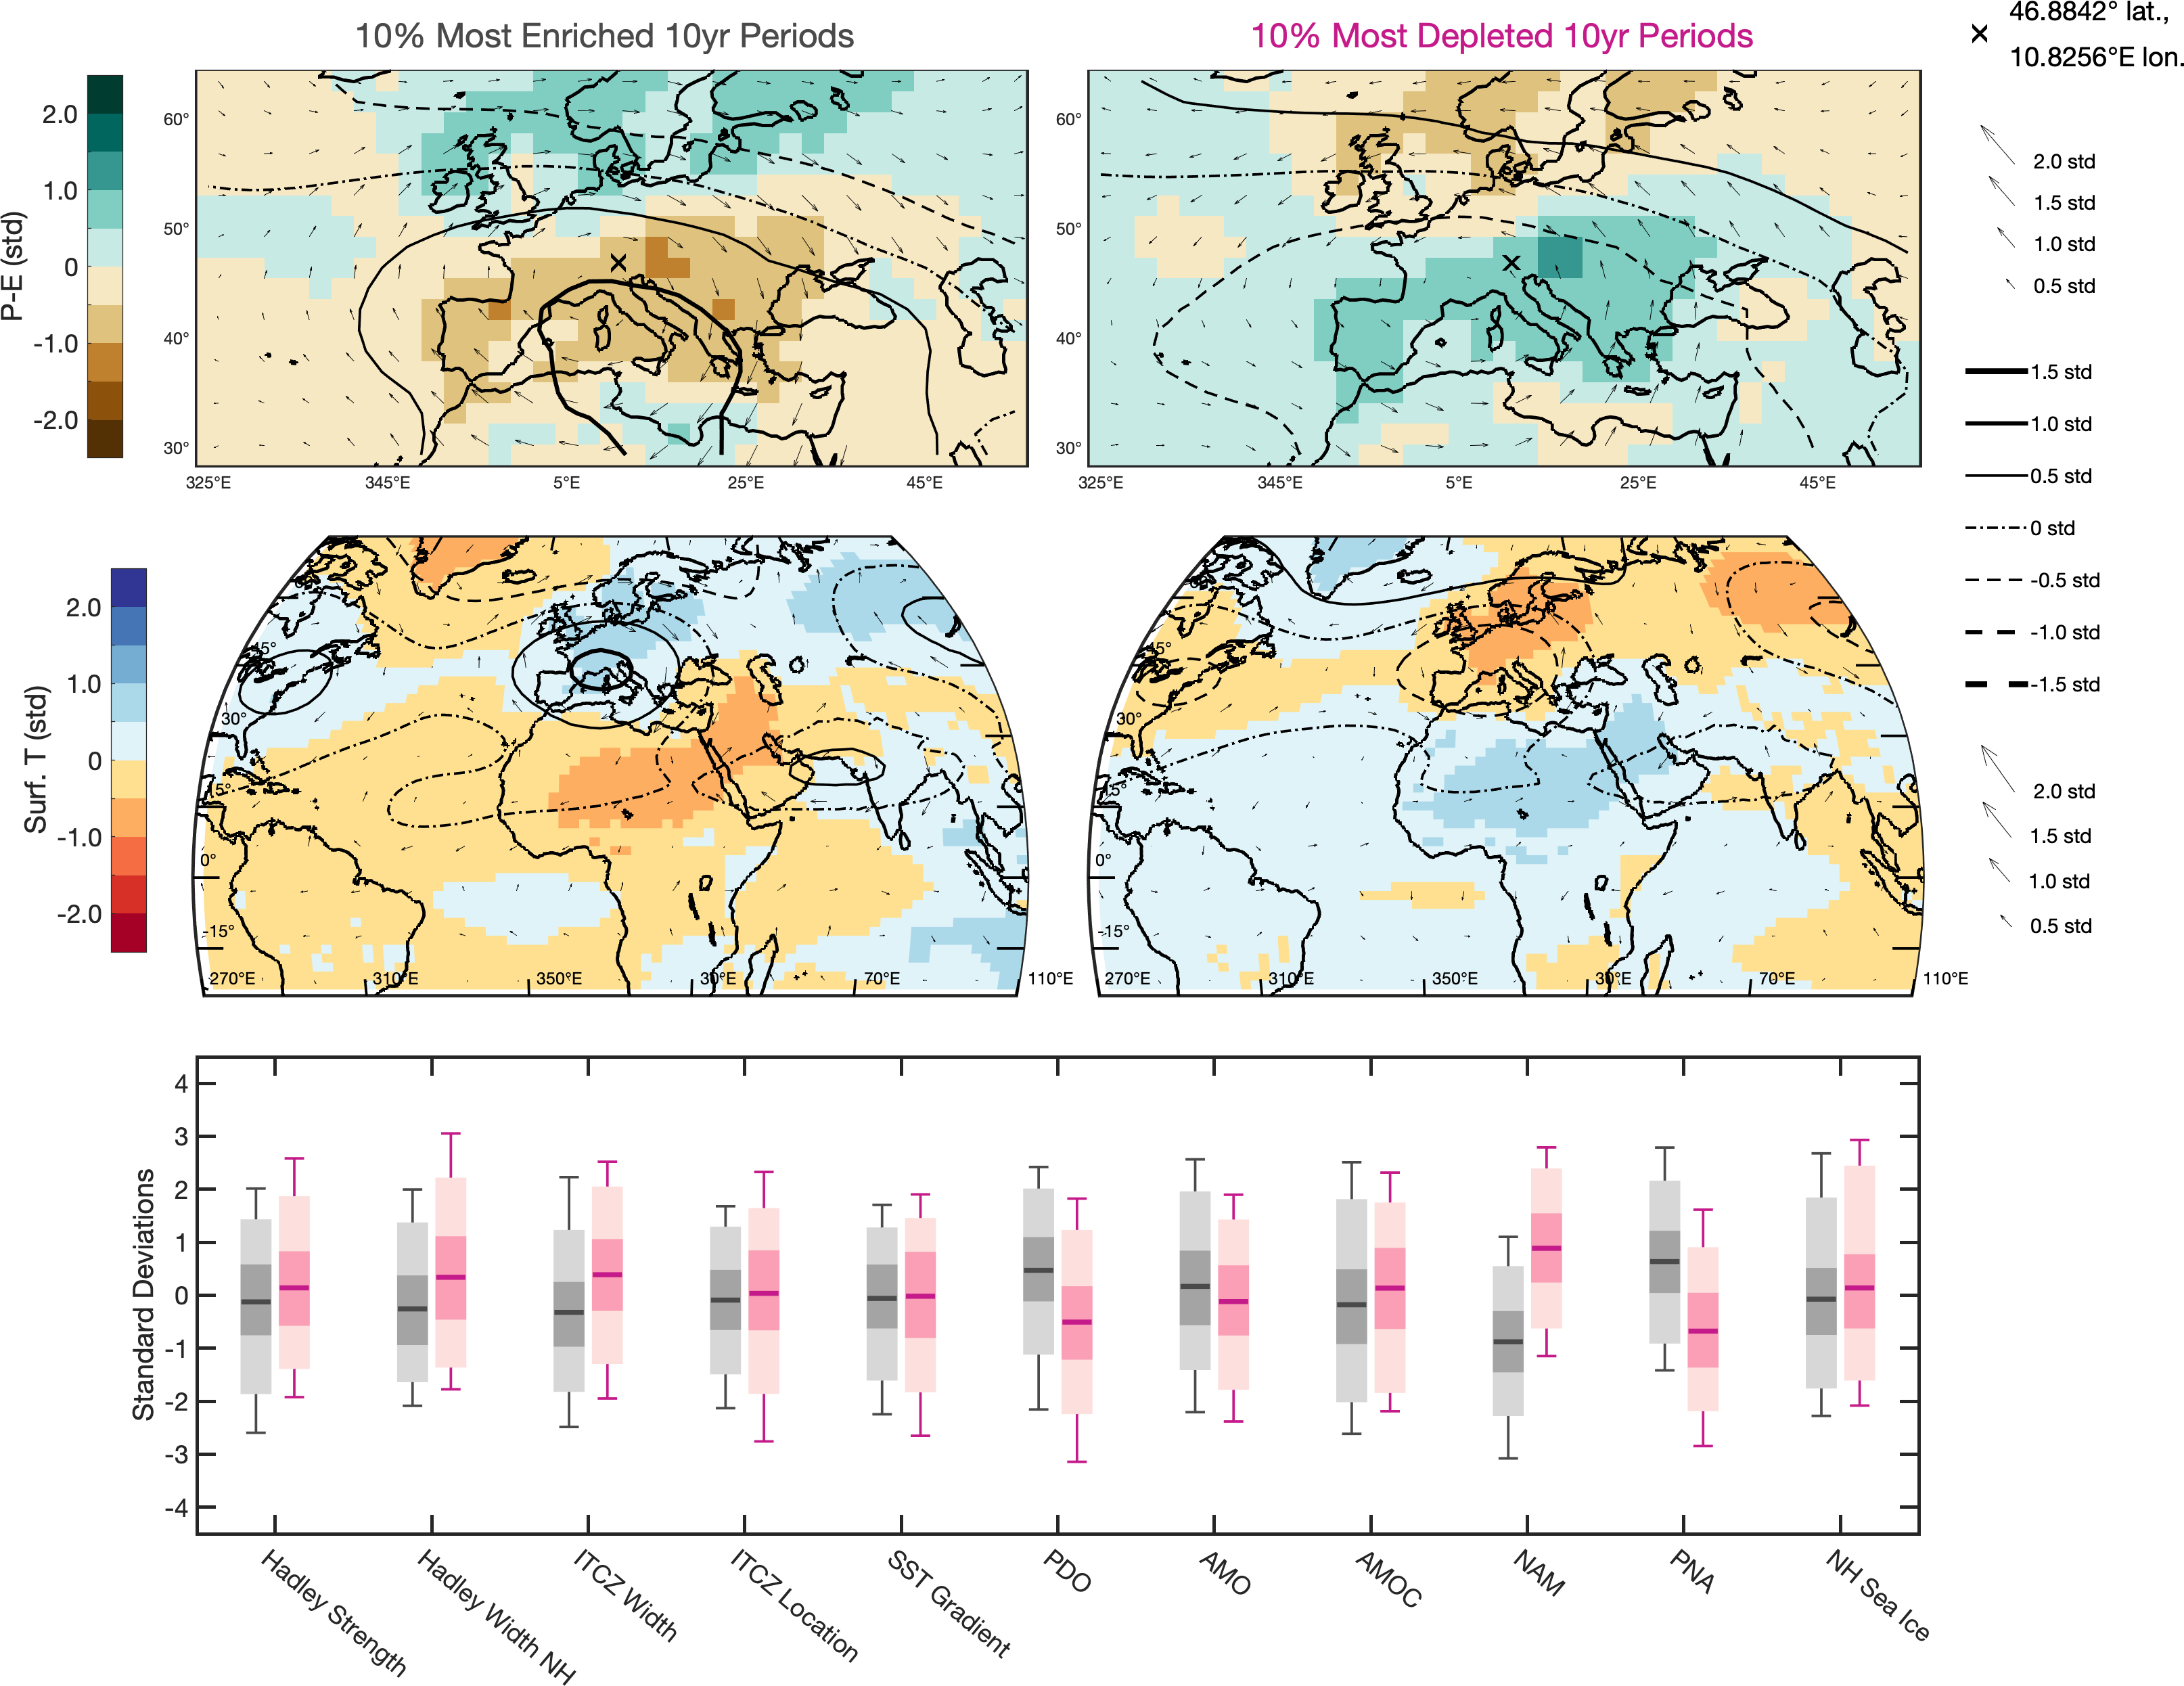 10% Most Enriched 10yr Periods
10% Most Depleted 10yr Periods
46.8842° lat.,
10.8256°E lon.
P-E (std)
2.0
1.0
0
-1.0
-2.0
60°
50°
40°
30°
325°E
345°E
5°E
25°E
45°E
60°
50°
40°
30°
325°E
345°E
5°E
25°E
45°E
2.0 std
1.5 std
1.0 std
0.5 std
1.5 std
1.0 std
0.5 std
0 std
-0.5 std
-1.0 std
-1.5 std
Surf. T (std)
2.0
1.0
0
-1.0
-2.0
45°
30°
15°
0°
-15°
270°E
310°E
350°E
30°E
70°E
110°E
45°
30°
15°
0°
-15°
270°E
310°E
350°E
30°E
70°E
110°E
2.0 std
1.5 std
1.0 std
0.5 std
Standard Deviations
4
3
2
1
0
-1
-2
-3
-4
Hadley Strength
Hadley Width NH
ITCZ Width
ITCZ Location
SST Gradient
PDO
AMO
AMOC
NAM
PNA
NH Sea Ice